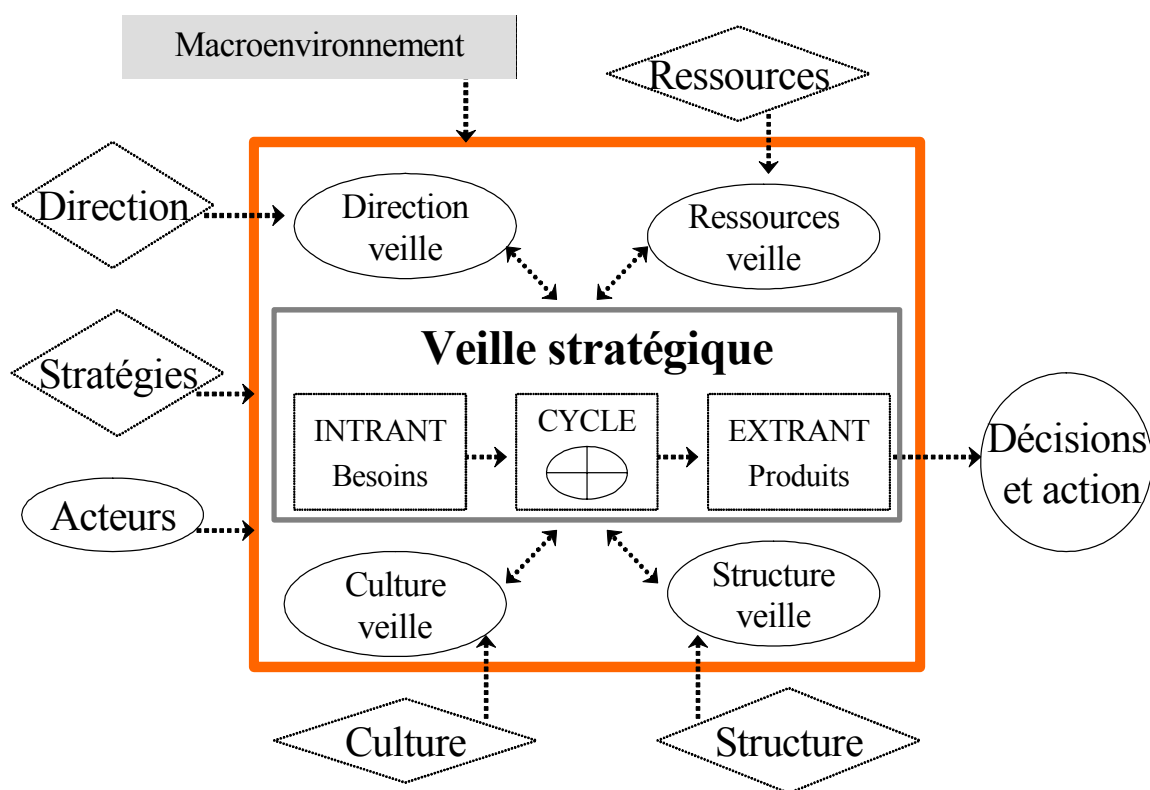 Macroenvironnement
Ressources
Direction
Direction
veille
Ressources
veille
Stratégies
Veille stratégique
INTRANT
Besoins
CYCLE
EXTRANT
Produits
Décisions
et action
Acteurs
Culture
veille
Structure
veille
Culture
Structure